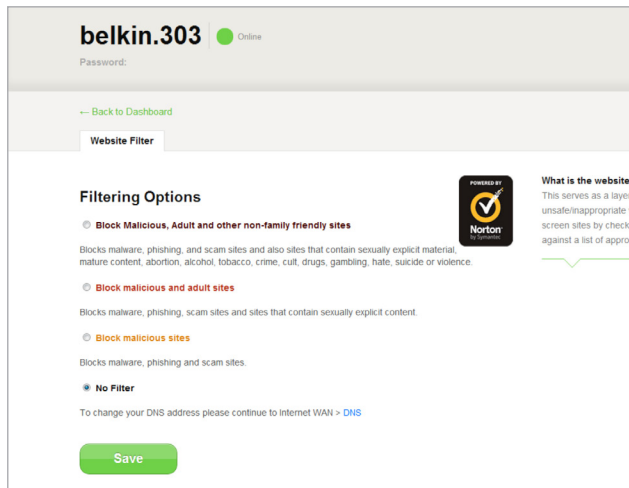 belkin.303 Online
Password:
← Back to Dashboard
Website Filter
POWERED BY
Norton
by Symantec
What is the website
This serves as a laye
unsafe/inappropriate
screen sites by check
against a list of appro
Filtering Options
Block Malicious, Adult and other non-family friendly sites
Blocks malware, phishing, and scam sites and also sites that contain sexually explicit material,
mature content, abortion, alcohol, tobacco, crime, cult, drugs, gambling, hate, suicide or violence.
Block malicious and adult sites
Blocks malware, phishing, scam sites and sites that contain sexually explicit content.
Block malicious sites
Blocks malware, phishing and scam sites.
No Filter
To change your DNS address please continue to Internet WAN > DNS
Save